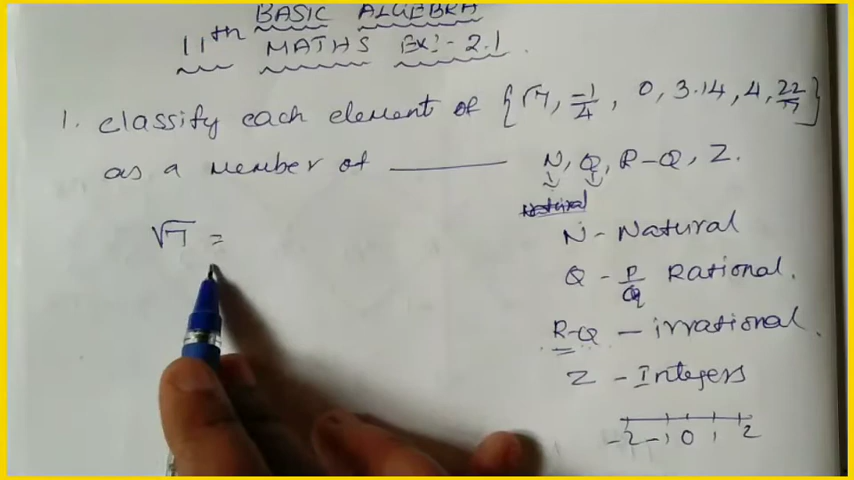 BASIC ALGEBRA
11th MATHS EX:- 2.1
1. classify each element of {√7, -1/4, 0, 3.14, 4, 22/7}
as a member of ______ N, Q, R-Q, Z.
√7 =
N - Natural
Q - P/Q Rational.
R-Q - irrational.
Z - Integers
-2 -1 0 1 2